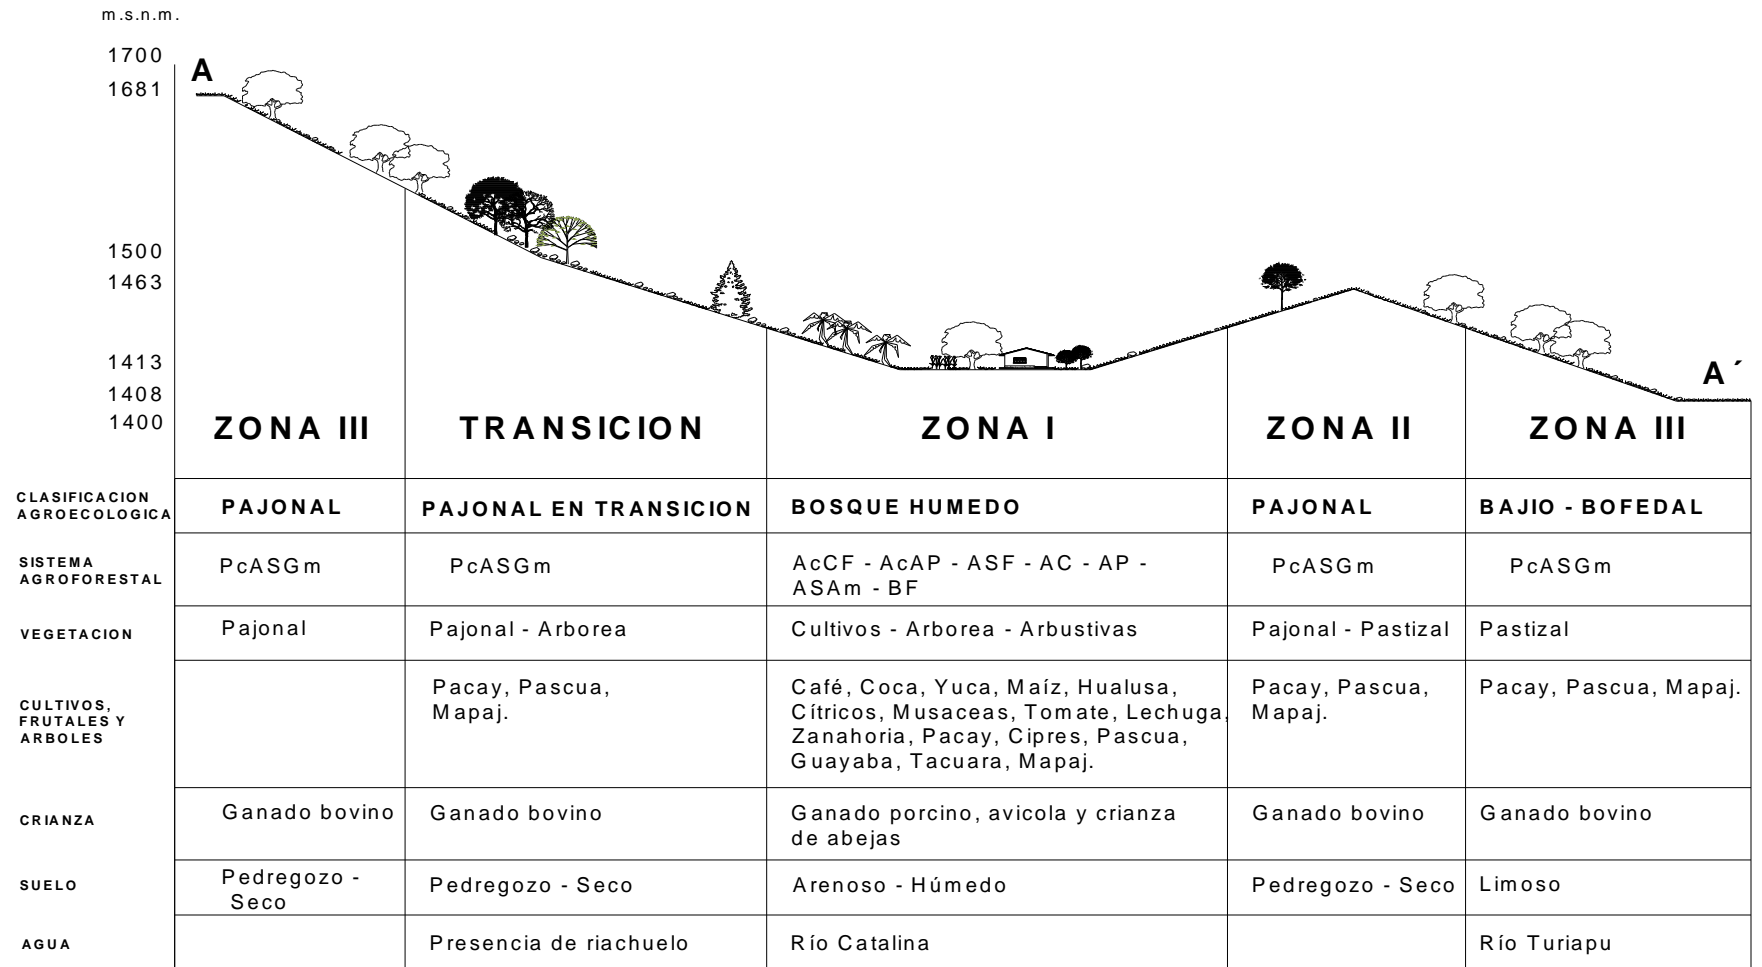 m.s.n.m.
1700
1681
A
1500
1463
1413
1408
1400
A´
ZONA III
TRANSICION
ZONA I
ZONA II
ZONA III
CLASIFICACION
AGROECOLOGICA
PAJONAL
PAJONAL EN TRANSICION
BOSQUE HUMEDO
PAJONAL
BAJIO - BOFEDAL
SISTEMA
AGROFORESTAL
PcASGm
PcASGm
AcCF - AcAP - ASF - AC - AP -
ASAm - BF
PcASGm
PcASGm
VEGETACION
Pajonal
Pajonal - Arborea
Cultivos - Arborea - Arbustivas
Pajonal - Pastizal
Pastizal
CULTIVOS,
FRUTALES Y
ARBOLES
Pacay, Pascua,
Mapaj.
Café, Coca, Yuca, Maíz, Hualusa,
Cítricos, Musaceas, Tomate, Lechuga,
Zanahoria, Pacay, Cipres, Pascua,
Guayaba, Tacuara, Mapaj.
Pacay, Pascua,
Mapaj.
Pacay, Pascua, Mapaj.
CRIANZA
Ganado bovino
Ganado bovino
Ganado porcino, avicola y crianza
de abejas
Ganado bovino
Ganado bovino
SUELO
Pedregozo -
Seco
Pedregozo - Seco
Arenoso - Húmedo
Pedregozo - Seco
Limoso
AGUA
Presencia de riachuelo
Río Catalina
Río Turiapu